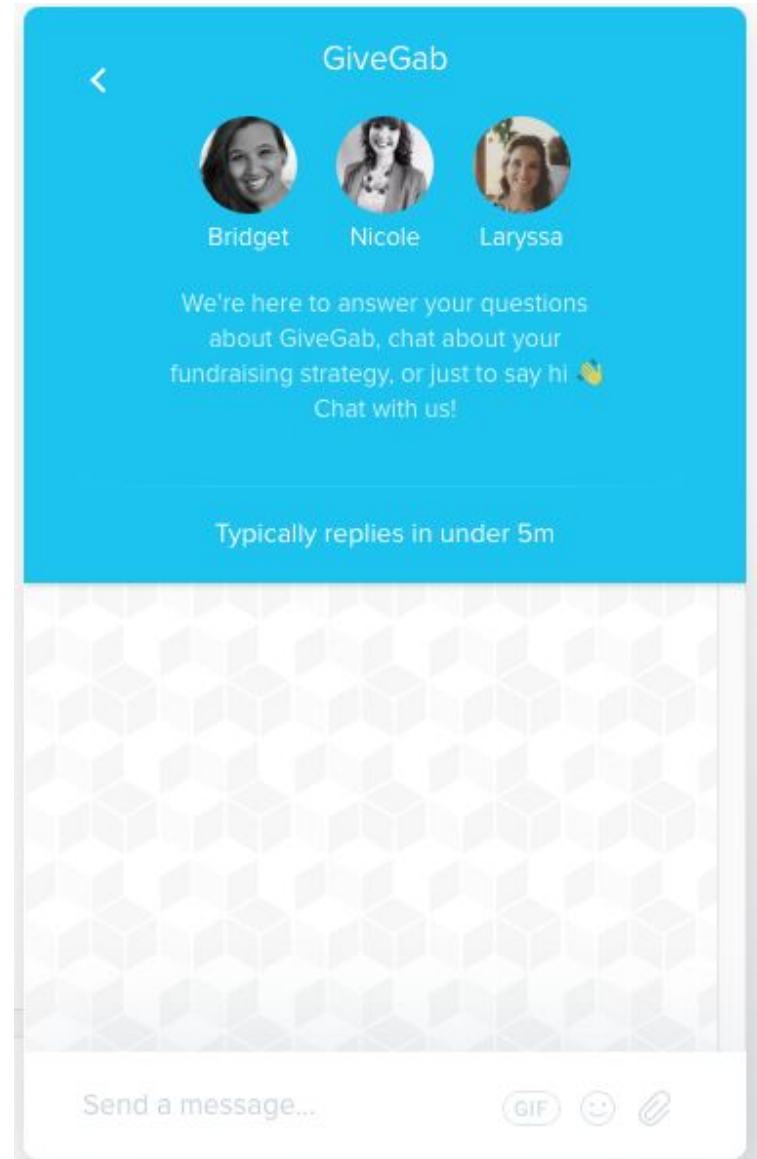 GiveGab
Bridget Nicole Laryssa
We're here to answer your questions
about GiveGab, chat about your
fundraising strategy, or just to say hi 👋
Chat with us!
Typically replies in under 5m
Send a message... GIF